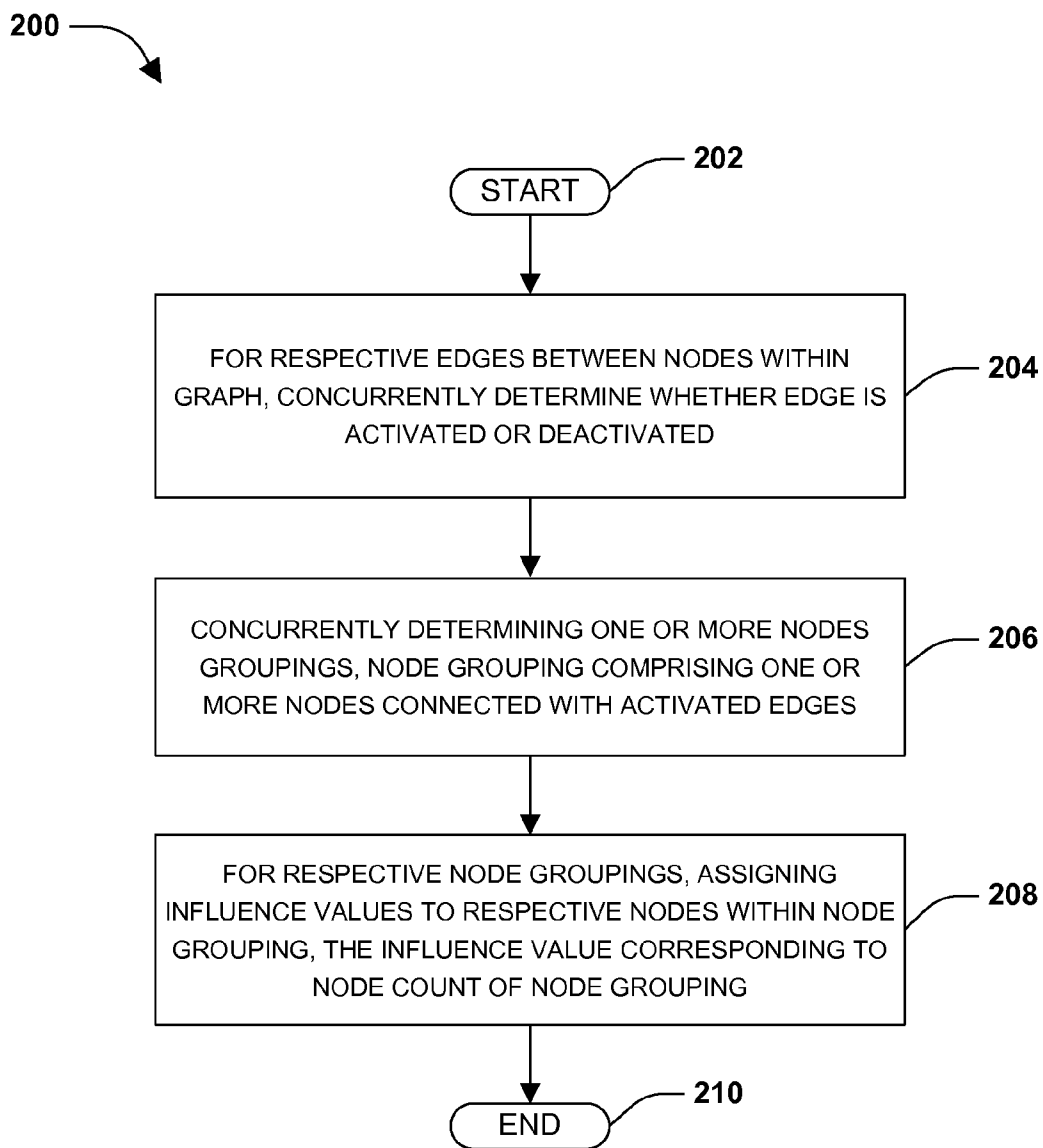 200
202
START
FOR RESPECTIVE EDGES BETWEEN NODES WITHIN
GRAPH, CONCURRENTLY DETERMINE WHETHER EDGE IS
ACTIVATED OR DEACTIVATED
204
CONCURRENTLY DETERMINING ONE OR MORE NODES
GROUPINGS, NODE GROUPING COMPRISING ONE OR
MORE NODES CONNECTED WITH ACTIVATED EDGES
206
FOR RESPECTIVE NODE GROUPINGS, ASSIGNING
INFLUENCE VALUES TO RESPECTIVE NODES WITHIN NODE
GROUPING, THE INFLUENCE VALUE CORRESPONDING TO
NODE COUNT OF NODE GROUPING
208
210
END